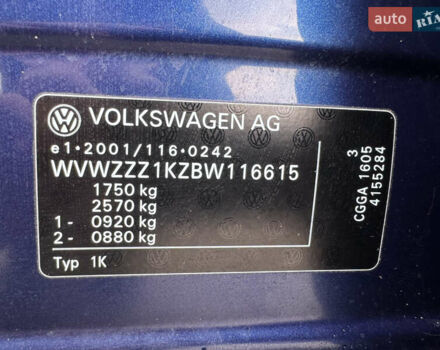 AUTO
RIA
VOLKSWAGEN AG
e1*2001/116*0242
WVWZZZ1KZBW116615
1750 kg
2570 kg
1- 0920 kg
2- 0880 kg
Typ 1K
3
CGGA 1605
4155284